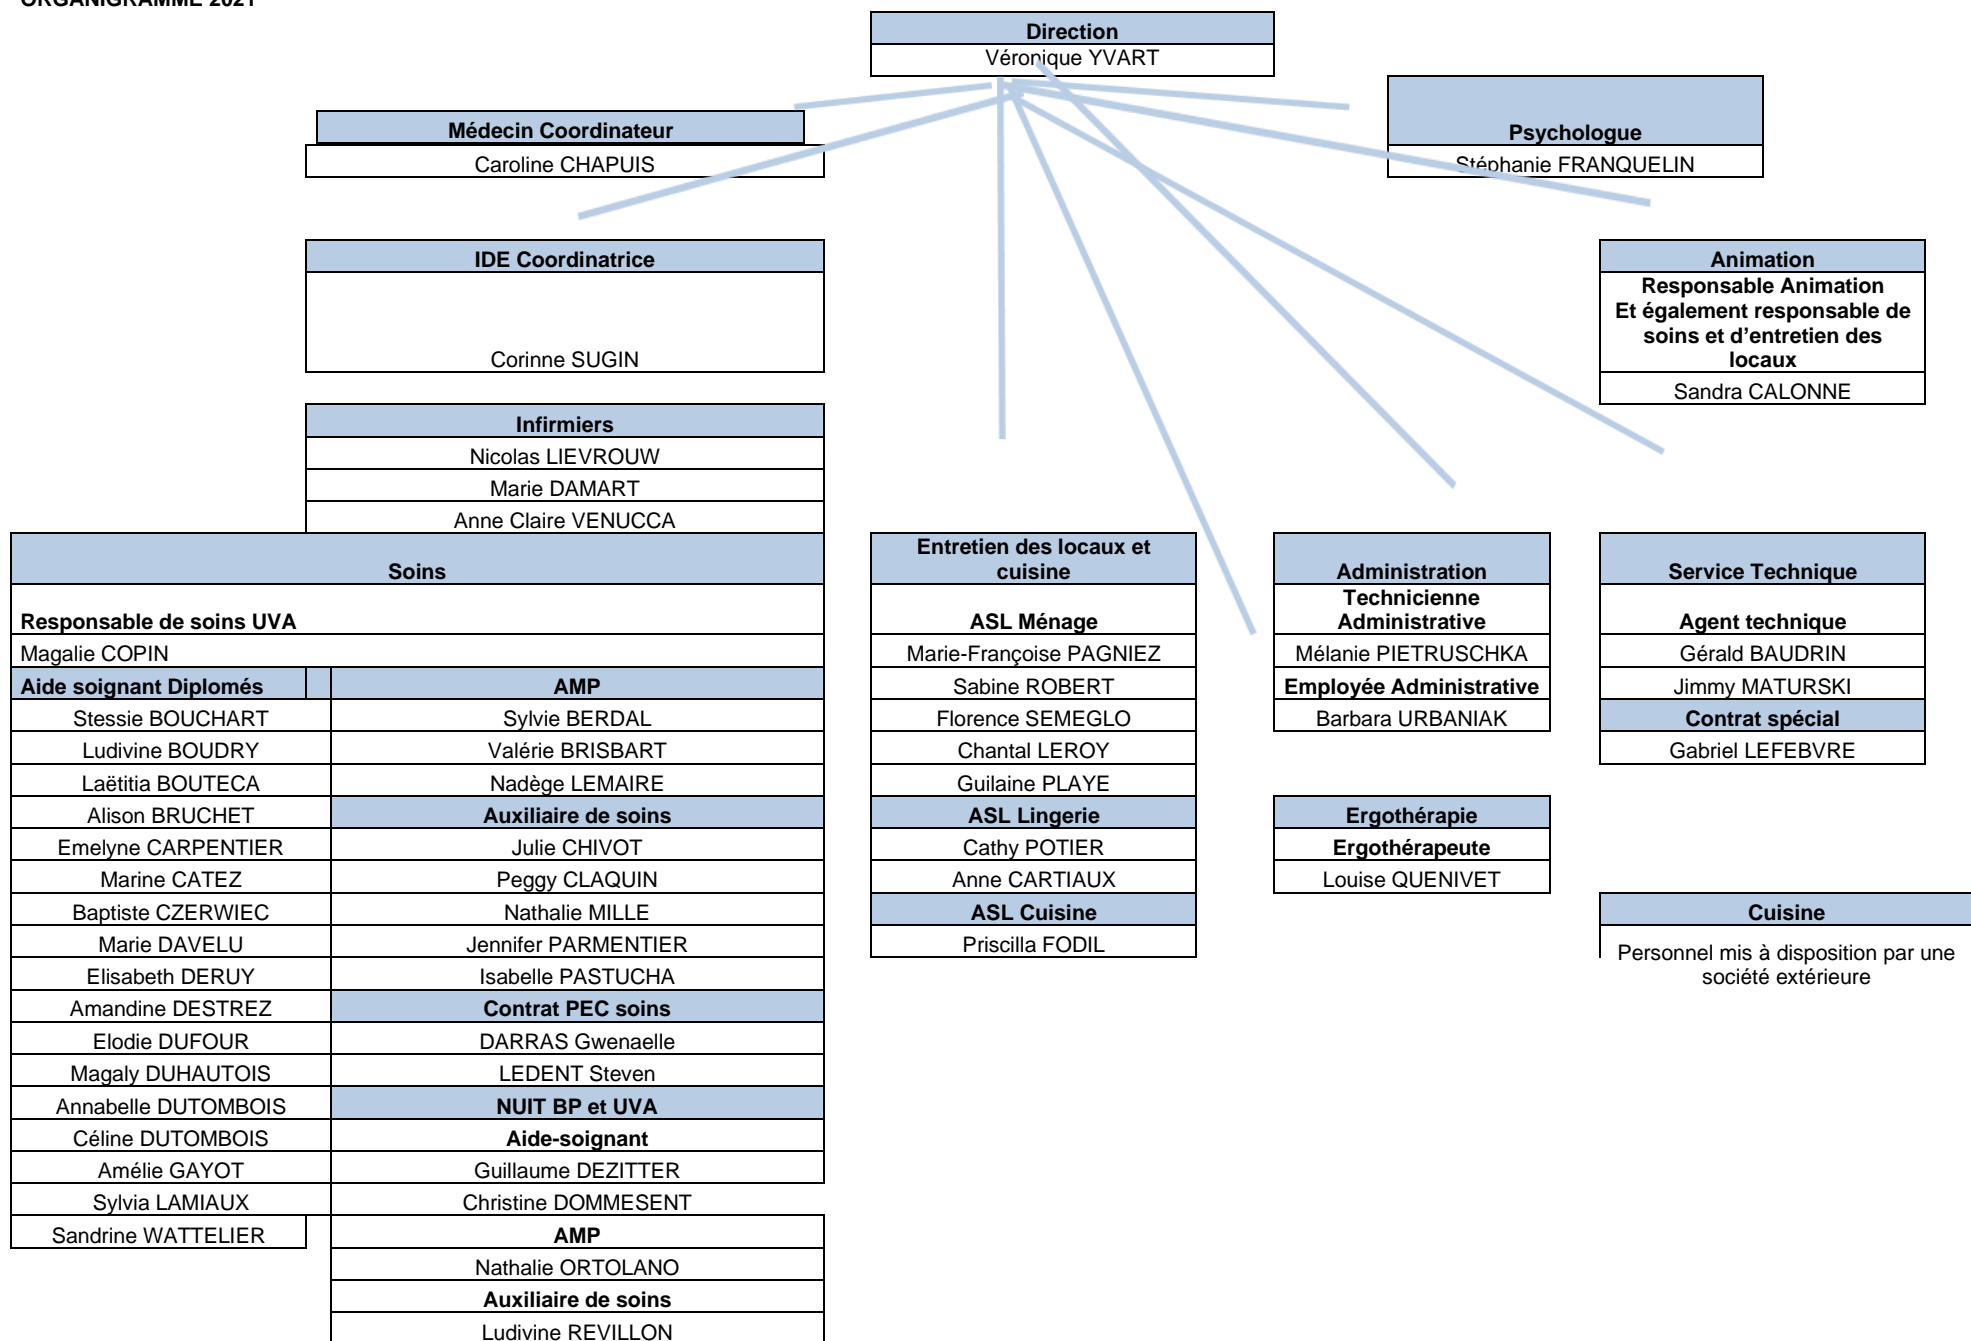 ORGANIGRAMME 2021
Direction
Véronique YVART
Médecin Coordinateur
Caroline CHAPUIS
Psychologue
Stéphanie FRANQUELIN
IDE Coordinatrice
Corinne SUGIN
Animation
Responsable Animation
Et également responsable de
soins et d'entretien des
locaux
Sandra CALONNE
Infirmiers
Nicolas LIEVROUW
Marie DAMART
Anne Claire VENUCCA
Soins
Responsable de soins UVA
Magalie COPIN
Aide soignant Diplomés
Stessie BOUCHART
Ludivine BOUDRY
Laëtitia BOUTECA
Alison BRUCHET
Emelyne CARPENTIER
Marine CATEZ
Baptiste CZERWIEC
Marie DAVELU
Elisabeth DERUY
Amandine DESTREZ
Elodie DUFOUR
Magaly DUHAUTOIS
Annabelle DUTOMBOIS
Céline DUTOMBOIS
Amélie GAYOT
Sylvia LAMIAUX
Sandrine WATTELIER
AMP
Sylvie BERDAL
Valérie BRISBART
Nadège LEMAIRE
Auxiliaire de soins
Julie CHIVOT
Peggy CLAQUIN
Nathalie MILLE
Jennifer PARMENTIER
Isabelle PASTUCHA
Contrat PEC soins
DARRAS Gwenaelle
LEDENT Steven
NUIT BP et UVA
Aide-soignant
Guillaume DEZITTER
Christine DOMMESENT
AMP
Nathalie ORTOLANO
Auxiliaire de soins
Ludivine REVILLON
Entretien des locaux et
cuisine
ASL Ménage
Marie-Françoise PAGNIEZ
Sabine ROBERT
Florence SEMEGLO
Chantal LEROY
Guilaine PLAYE
ASL Lingerie
Cathy POTIER
Anne CARTIAUX
ASL Cuisine
Priscilla FODIL
Administration
Technicienne
Administrative
Mélanie PIETRUSCHKA
Employée Administrative
Barbara URBANIAK
Ergothérapie
Ergothérapeute
Louise QUENIVET
Service Technique
Agent technique
Gérald BAUDRIN
Jimmy MATURSKI
Contrat spécial
Gabriel LEFEBVRE
Cuisine
Personnel mis à disposition par une
société extérieure